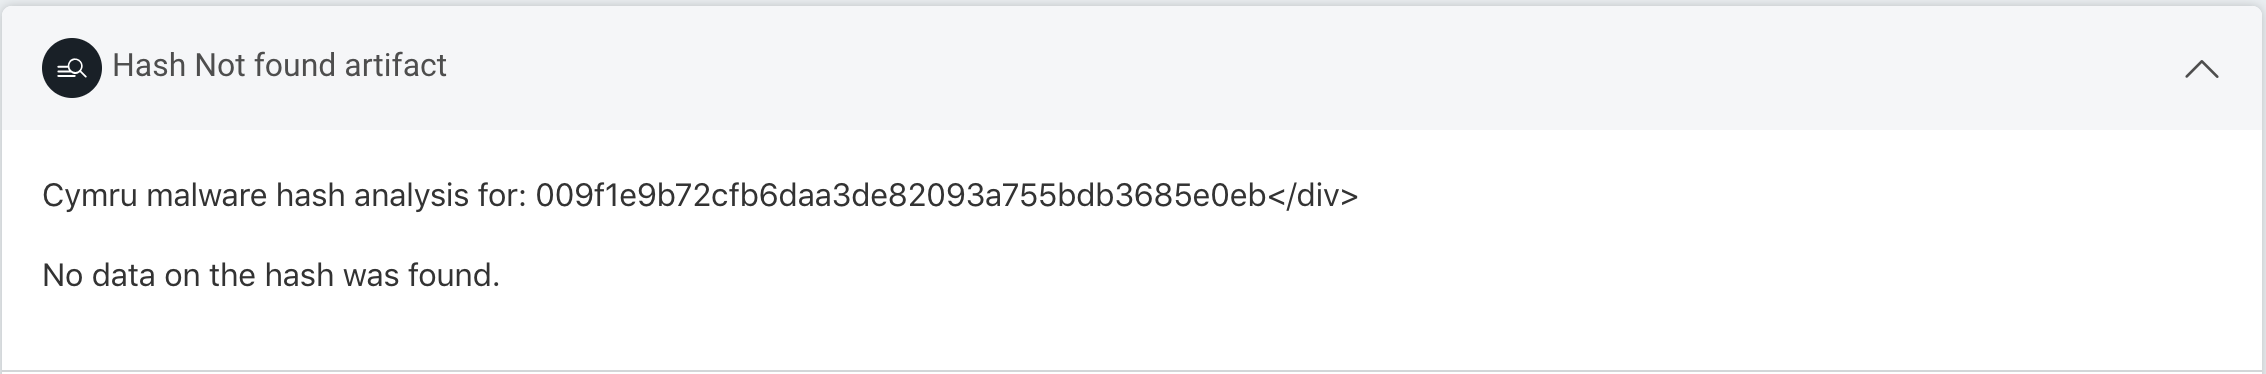 Hash Not found artifact
Cymru malware hash analysis for: 009f1e9b72cfb6daa3de82093a755bdb3685e0eb</div>
No data on the hash was found.